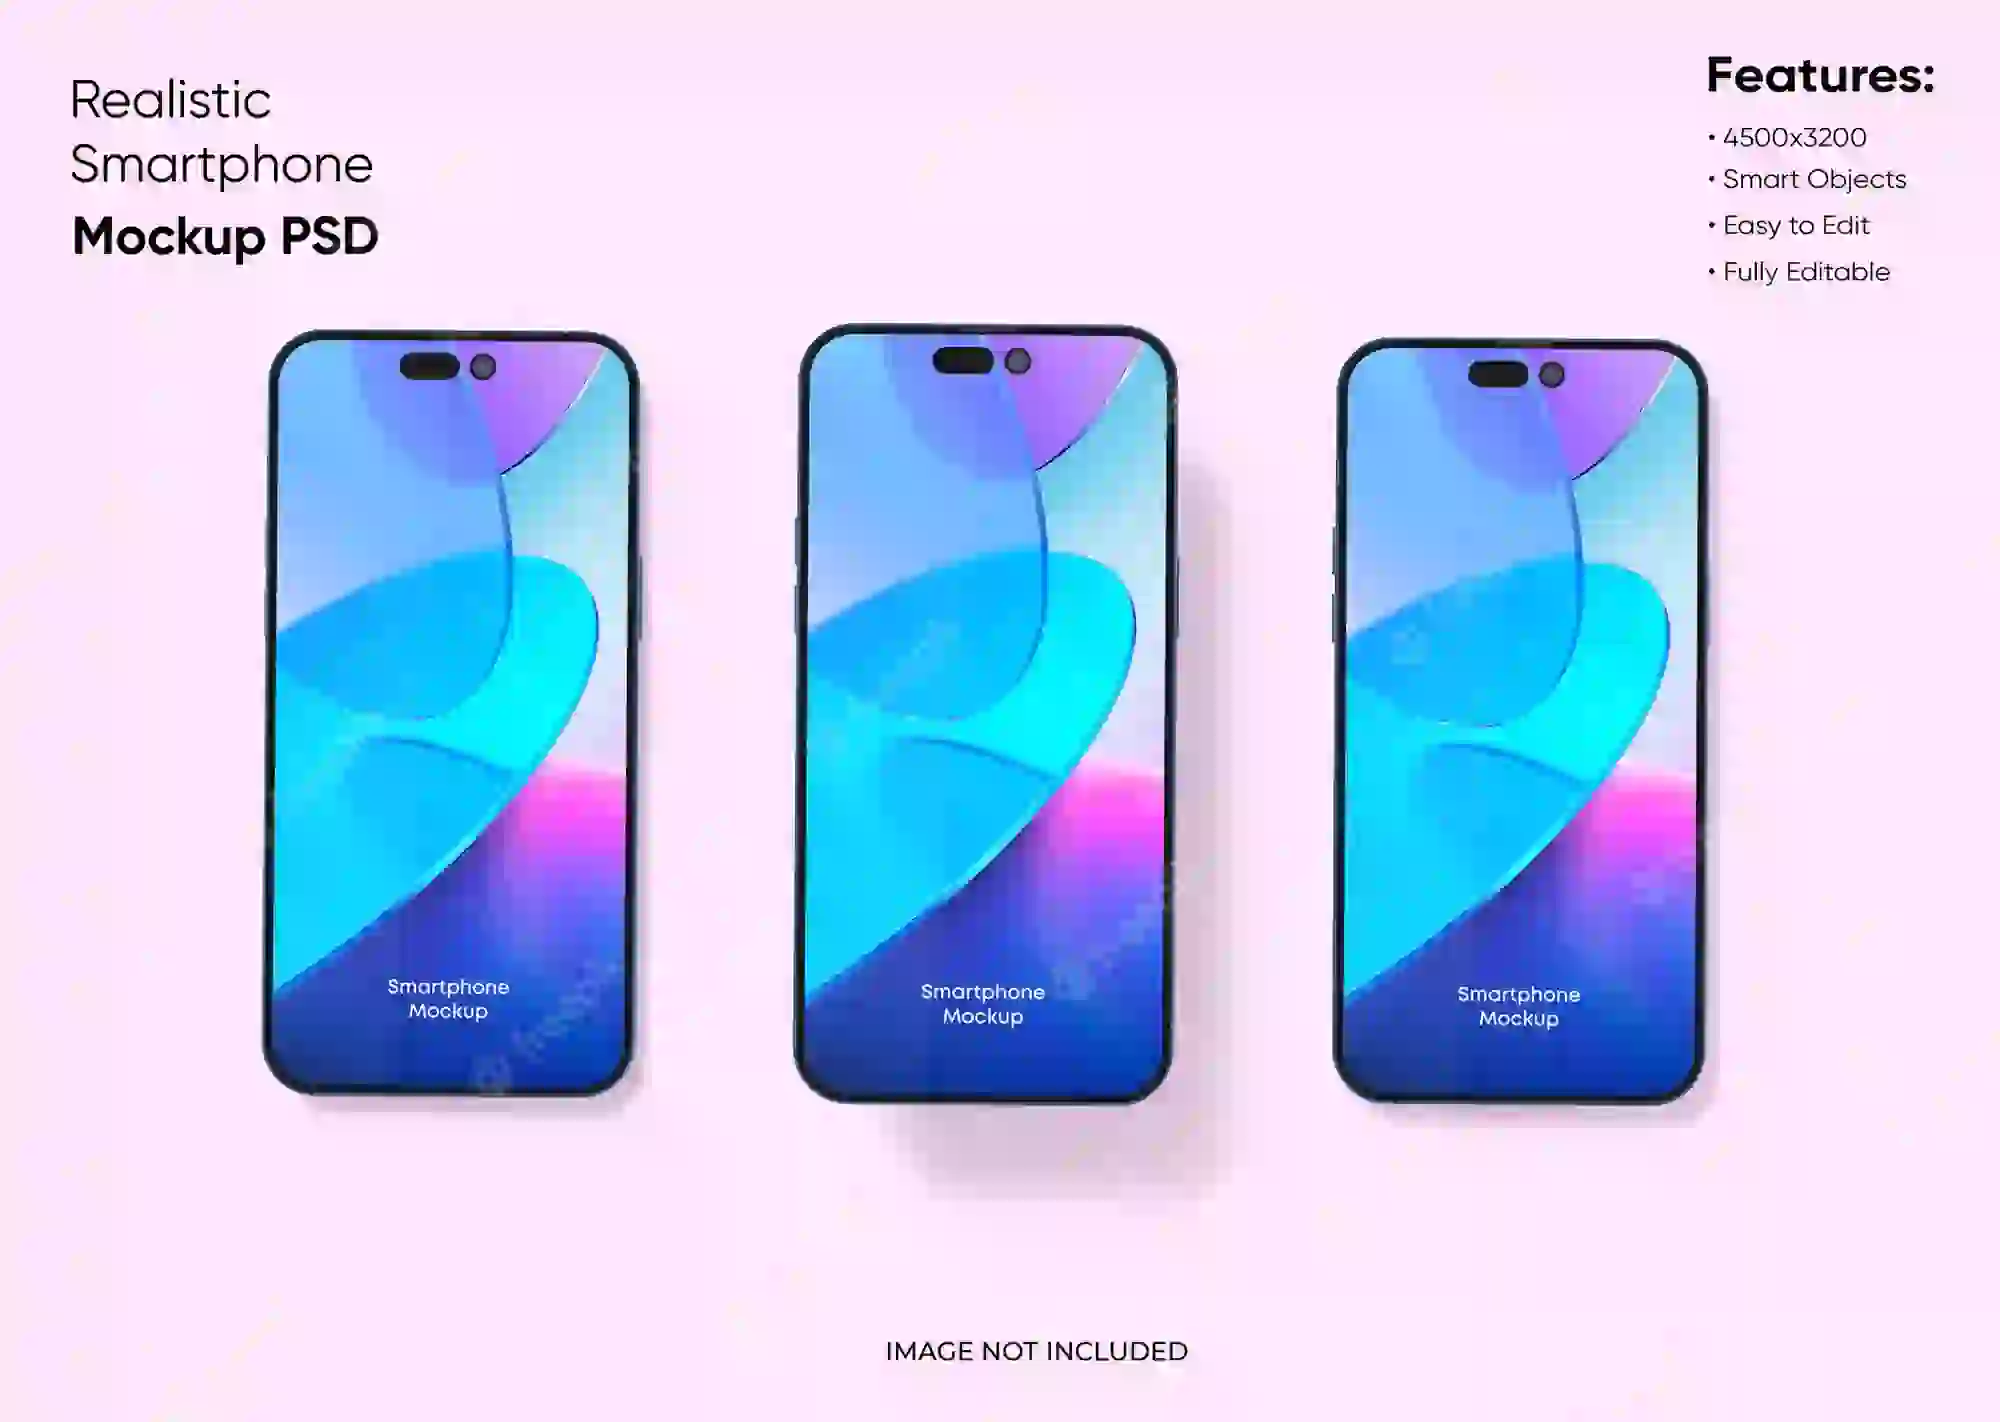 Realistic
Smartphone
Mockup PSD
Features:
• 4500x3200
• Smart Objects
• Easy to Edit
• Fully Editable
Smartphone
Mockup
Smartphone
Mockup
Smartphone
Mockup
IMAGE NOT INCLUDED